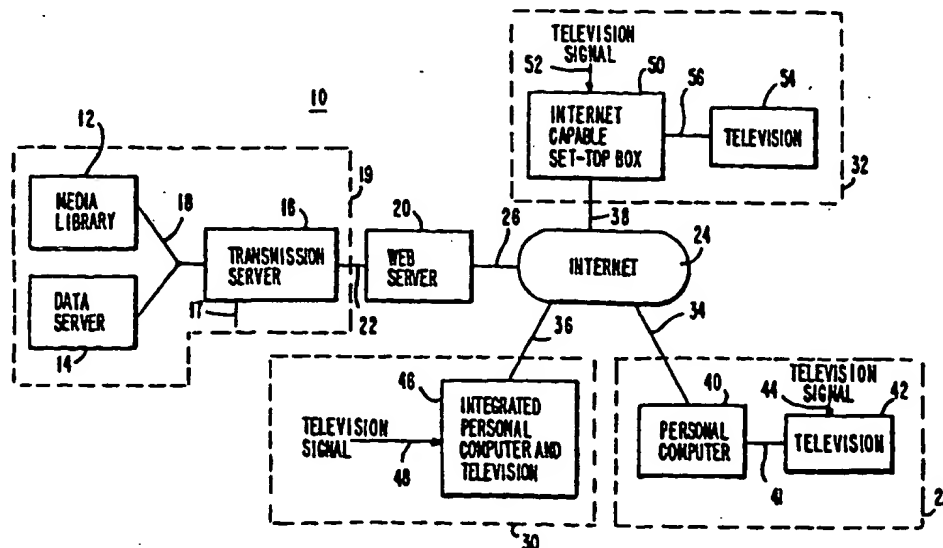 10
12
MEDIA
LIBRARY
18
DATA
SERVER
14
16
TRANSMISSION
SERVER
17
19
22
20
WEB
SERVER
26
INTERNET
24
TELEVISION
SIGNAL
52
50
INTERNET
CAPABLE
SET-TOP BOX
56
54
TELEVISION
32
38
36
34
46
INTEGRATED
PERSONAL
COMPUTER AND
TELEVISION
TELEVISION
SIGNAL
48
30
40
PERSONAL
COMPUTER
41
TELEVISION
SIGNAL
44
42
TELEVISION
2